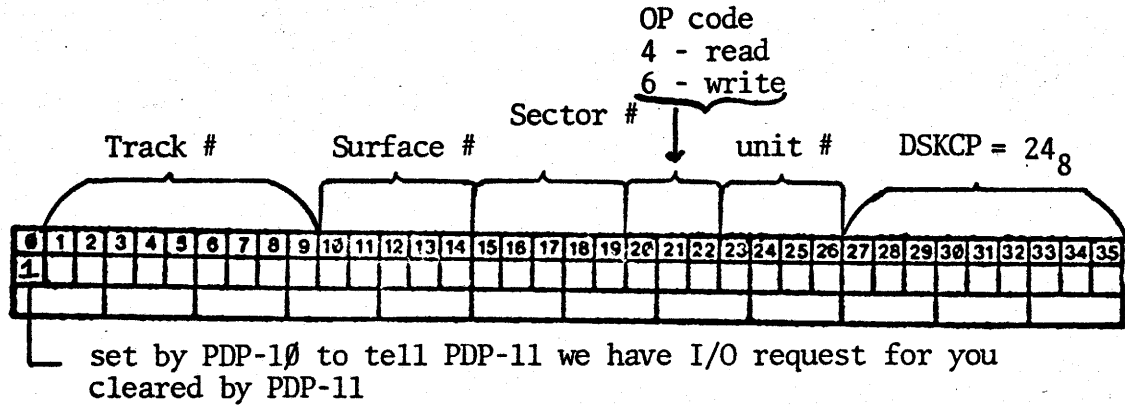 OP code
4 - read
6 - write
Sector #
Track # Surface # unit # DSKCP = 24₈
0 1 2 3 4 5 6 7 8 9 10 11 12 13 14 15 16 17 18 19 20 21 22 23 24 25 26 27 28 29 30 31 32 33 34 35
1
set by PDP-1Ø to tell PDP-11 we have I/O request for you
cleared by PDP-11